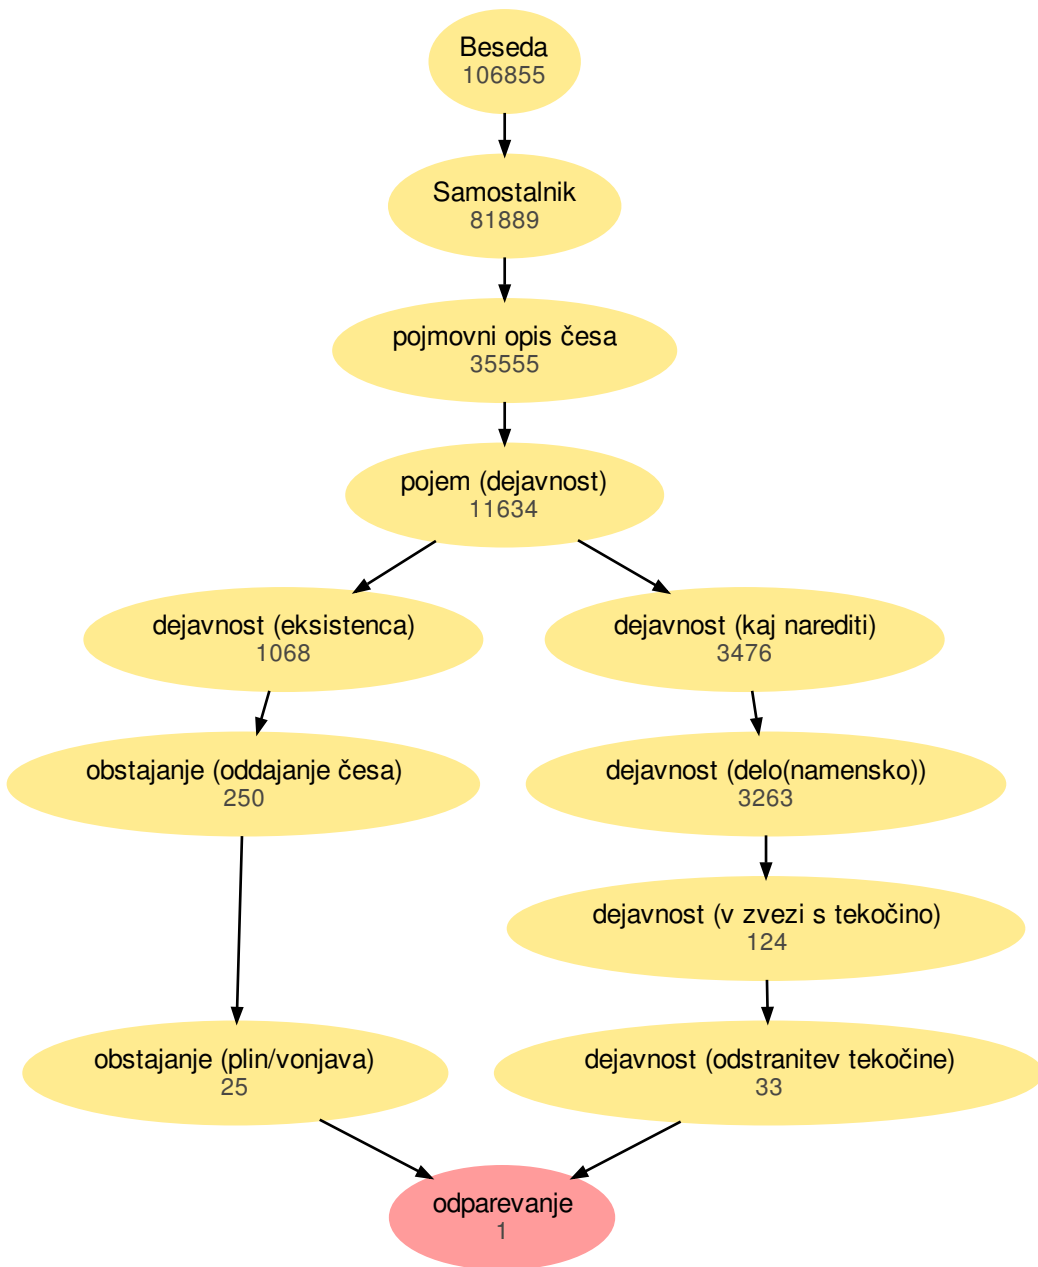 Beseda
106855
Samostalnik
81889
pojmovni opis česa
35555
pojem (dejavnost)
11634
dejavnost (eksistenca)
1068
dejavnost (kaj narediti)
3476
obstajanje (oddajanje česa)
250
dejavnost (delo(namensko))
3263
dejavnost (v zvezi s tekočino)
124
obstajanje (plin/vonjava)
25
dejavnost (odstranitev tekočine)
33
odparevanje
1